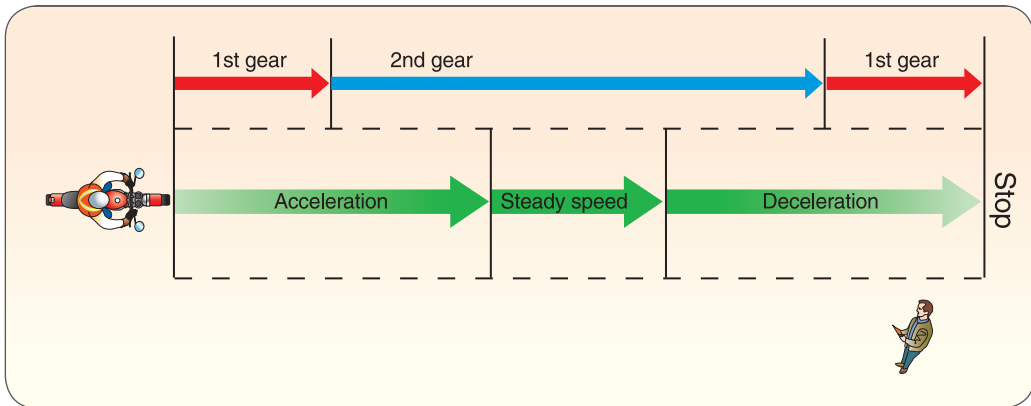 1st gear
2nd gear
1st gear
Acceleration
Steady speed
Deceleration
Stop